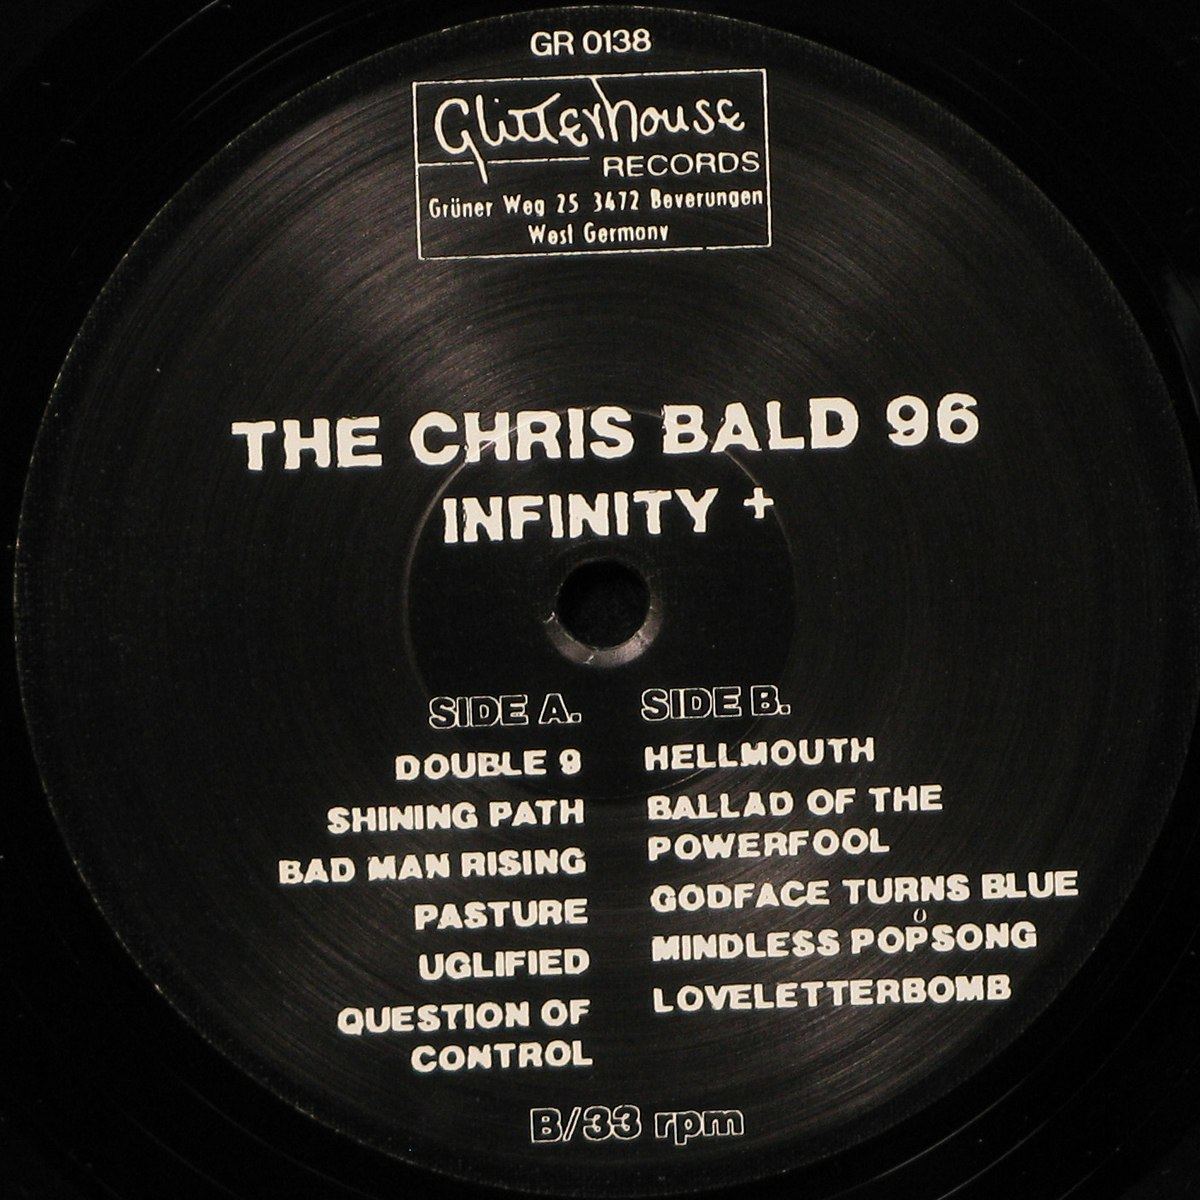 GR 0138
Glitterhouse
RECORDS
Grüner Weg 25 3472 Beverungen
West Germany
THE CHRIS BALD 96
INFINITY +
SIDE A.
DOUBLE 9
SHINING PATH
BAD MAN RISING
PASTURE
UGLIFIED
QUESTION OF
CONTROL
SIDE B.
HELLMOUTH
BALLAD OF THE
POWERFOOL
GODFACE TURNS BLUE
MINDLESS POPSONG
LOVELETTERBOMB
B/33 rpm